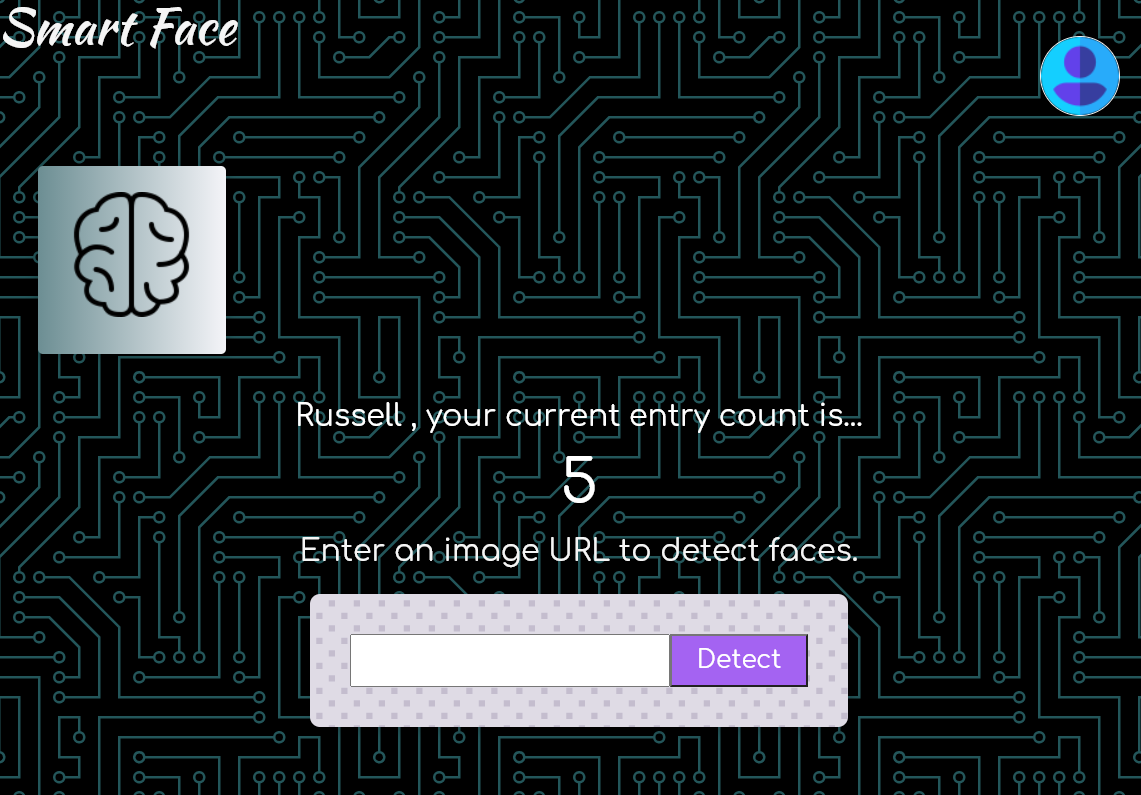 Smart Face
Russell , your current entry count is...
5
Enter an image URL to detect faces.
Detect